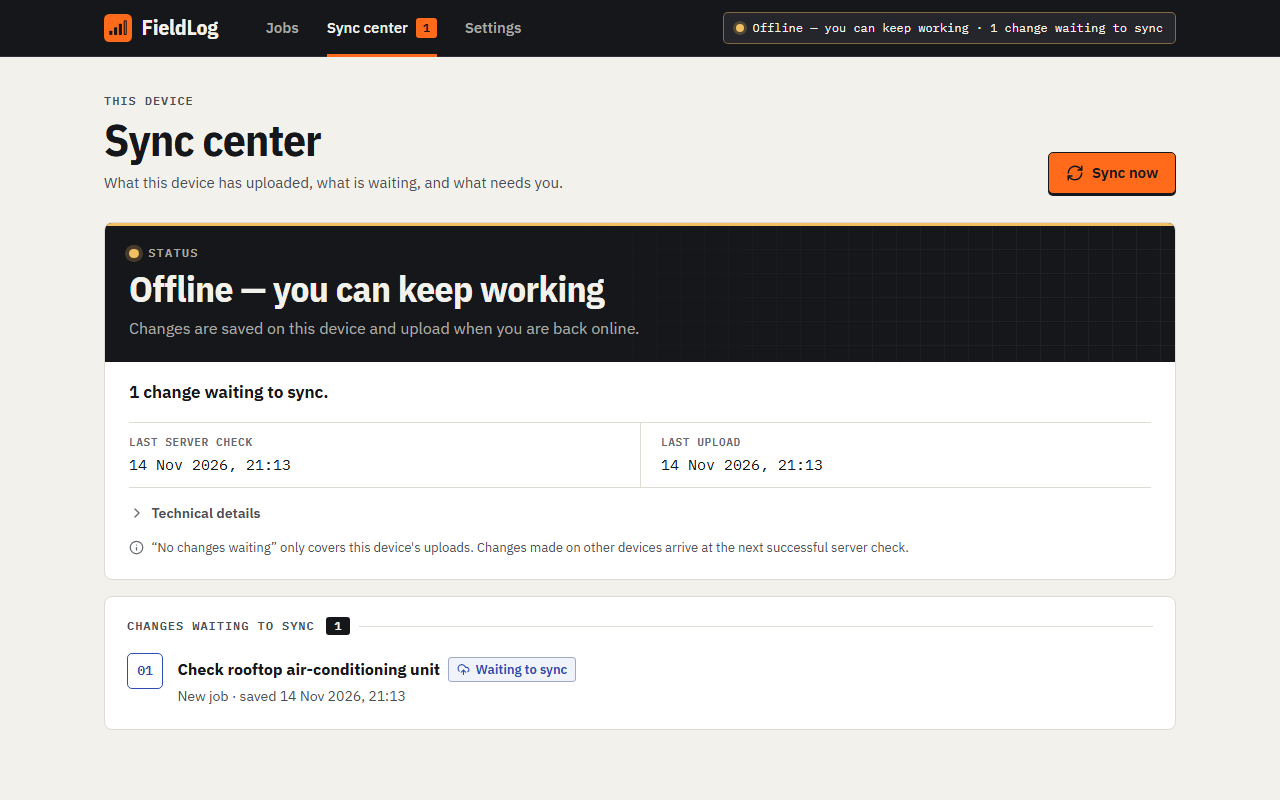 FieldLog
Jobs
Sync center 1
Settings
Offline — you can keep working · 1 change waiting to sync
THIS DEVICE
Sync center
What this device has uploaded, what is waiting, and what needs you.
Sync now
STATUS
Offline — you can keep working
Changes are saved on this device and upload when you are back online.
1 change waiting to sync.
LAST SERVER CHECK
14 Nov 2026, 21:13
LAST UPLOAD
14 Nov 2026, 21:13
Technical details
“No changes waiting” only covers this device's uploads. Changes made on other devices arrive at the next successful server check.
CHANGES WAITING TO SYNC 1
01
Check rooftop air-conditioning unit
Waiting to sync
New job · saved 14 Nov 2026, 21:13